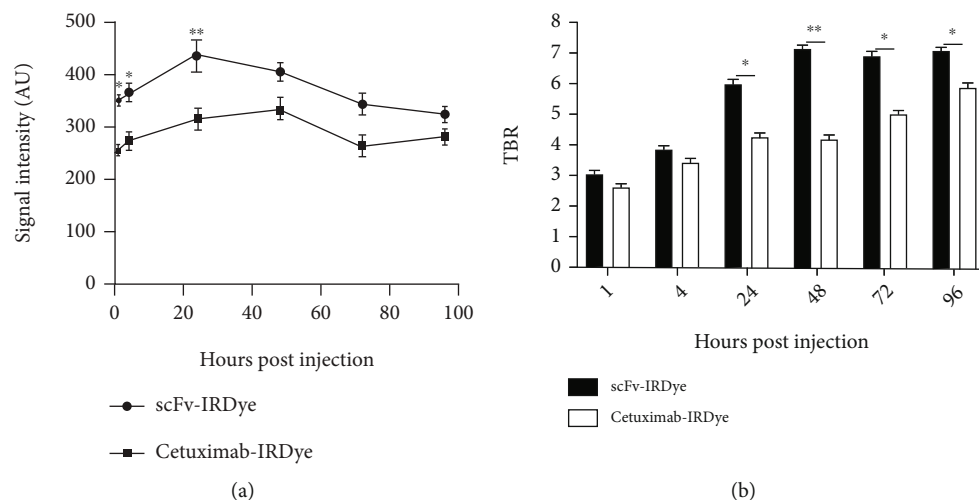 500
400
300
200
100
0
Signal intensity (AU)
*
*
**
0 20 40 60 80 100
Hours post injection
scFv-IRDye
Cetuximab-IRDye
(a)
8
7
6
5
4
3
2
1
0
TBR
*
**
*
*
1 4 24 48 72 96
Hours post injection
scFv-IRDye
Cetuximab-IRDye
(b)